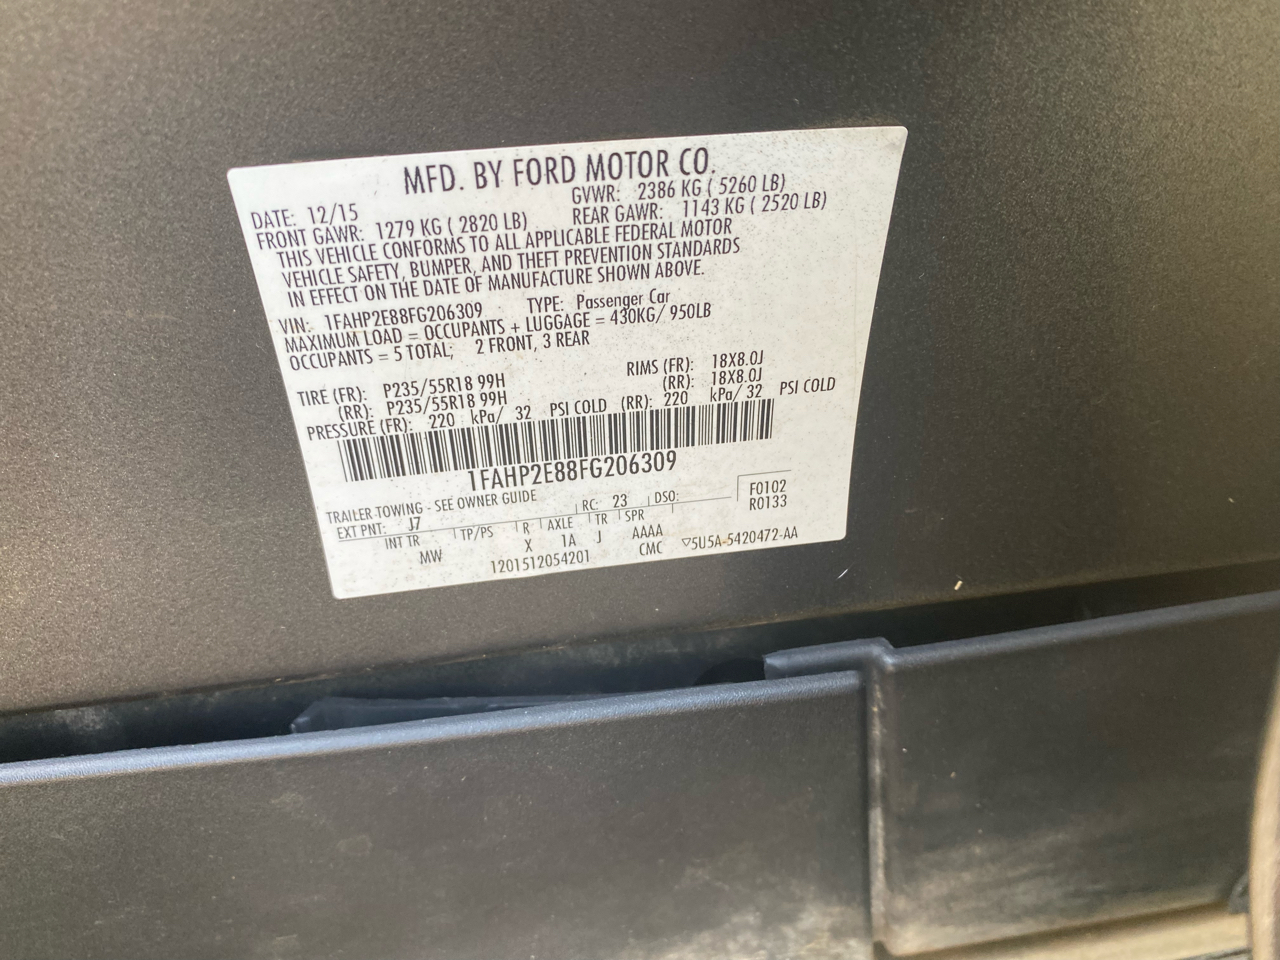 MFD. BY FORD MOTOR CO.
DATE: 12/15 GVWR: 2386 KG ( 5260 LB)
FRONT GAWR: 1279 KG ( 2820 LB) REAR GAWR: 1143 KG ( 2520 LB)
THIS VEHICLE CONFORMS TO ALL APPLICABLE FEDERAL MOTOR
VEHICLE SAFETY, BUMPER, AND THEFT PREVENTION STANDARDS
IN EFFECT ON THE DATE OF MANUFACTURE SHOWN ABOVE.
VIN: 1FAHP2E88FG206309 TYPE: Passenger Car
MAXIMUM LOAD = OCCUPANTS + LUGGAGE = 430KG/ 950LB
OCCUPANTS = 5 TOTAL; 2 FRONT, 3 REAR
RIMS (FR): 18X8.0J
TIRE (FR): P235/55R18 99H (RR): 18X8.0J
(RR): P235/55R18 99H
PRESSURE (FR): 220 kPa/ 32 PSI COLD (RR): 220 kPa/ 32 PSI COLD
1FAHP2E88FG206309
TRAILER TOWING - SEE OWNER GUIDE
EXT PNT: J7 RC: 23 DSO: F0102
R0133
INT TR TP/PS R AXLE TR SPR
MW X 1A J AAAA
1201512054201 CMC ▽5U5A-5420472-AA